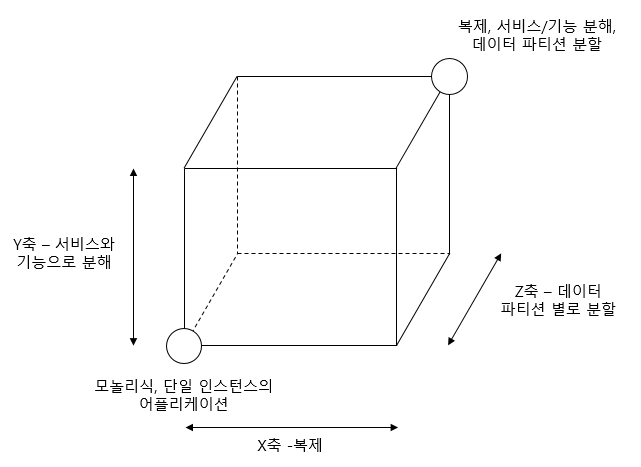 복제, 서비스/기능 분해,
데이터 파티션 분할
Y축 – 서비스와
기능으로 분해
Z축 – 데이터
파티션 별로 분할
모놀리식, 단일 인스턴스의
어플리케이션
X축 -복제